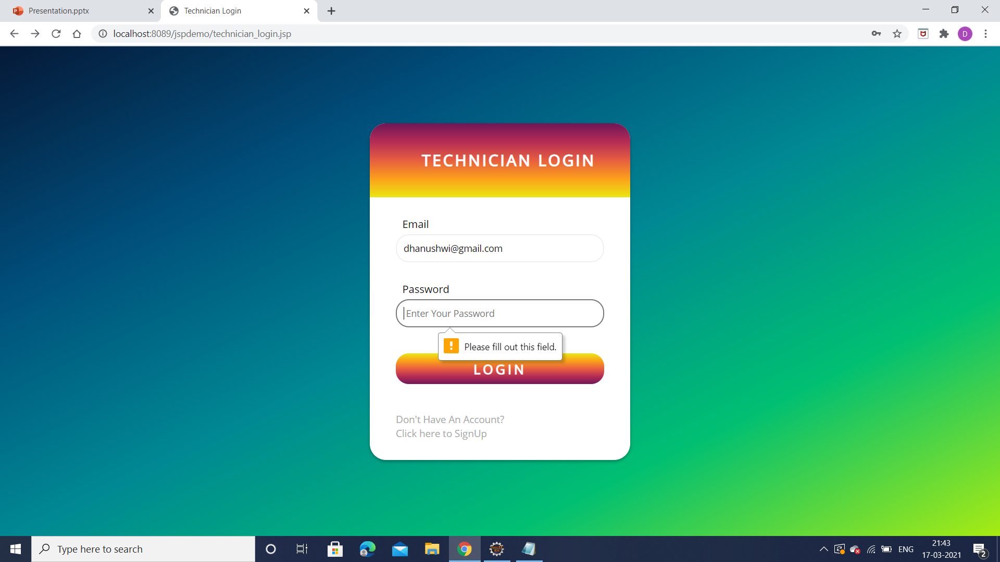 Presentation.pptx
Technician Login
localhost:8089/jspdemo/technician_login.jsp
D
TECHNICIAN LOGIN
Email
dhanushwi@gmail.com
Password
Enter Your Password
Please fill out this field.
LOGIN
Don't Have An Account?
Click here to SignUp
Type here to search
ENG
21:43
17-03-2021
2